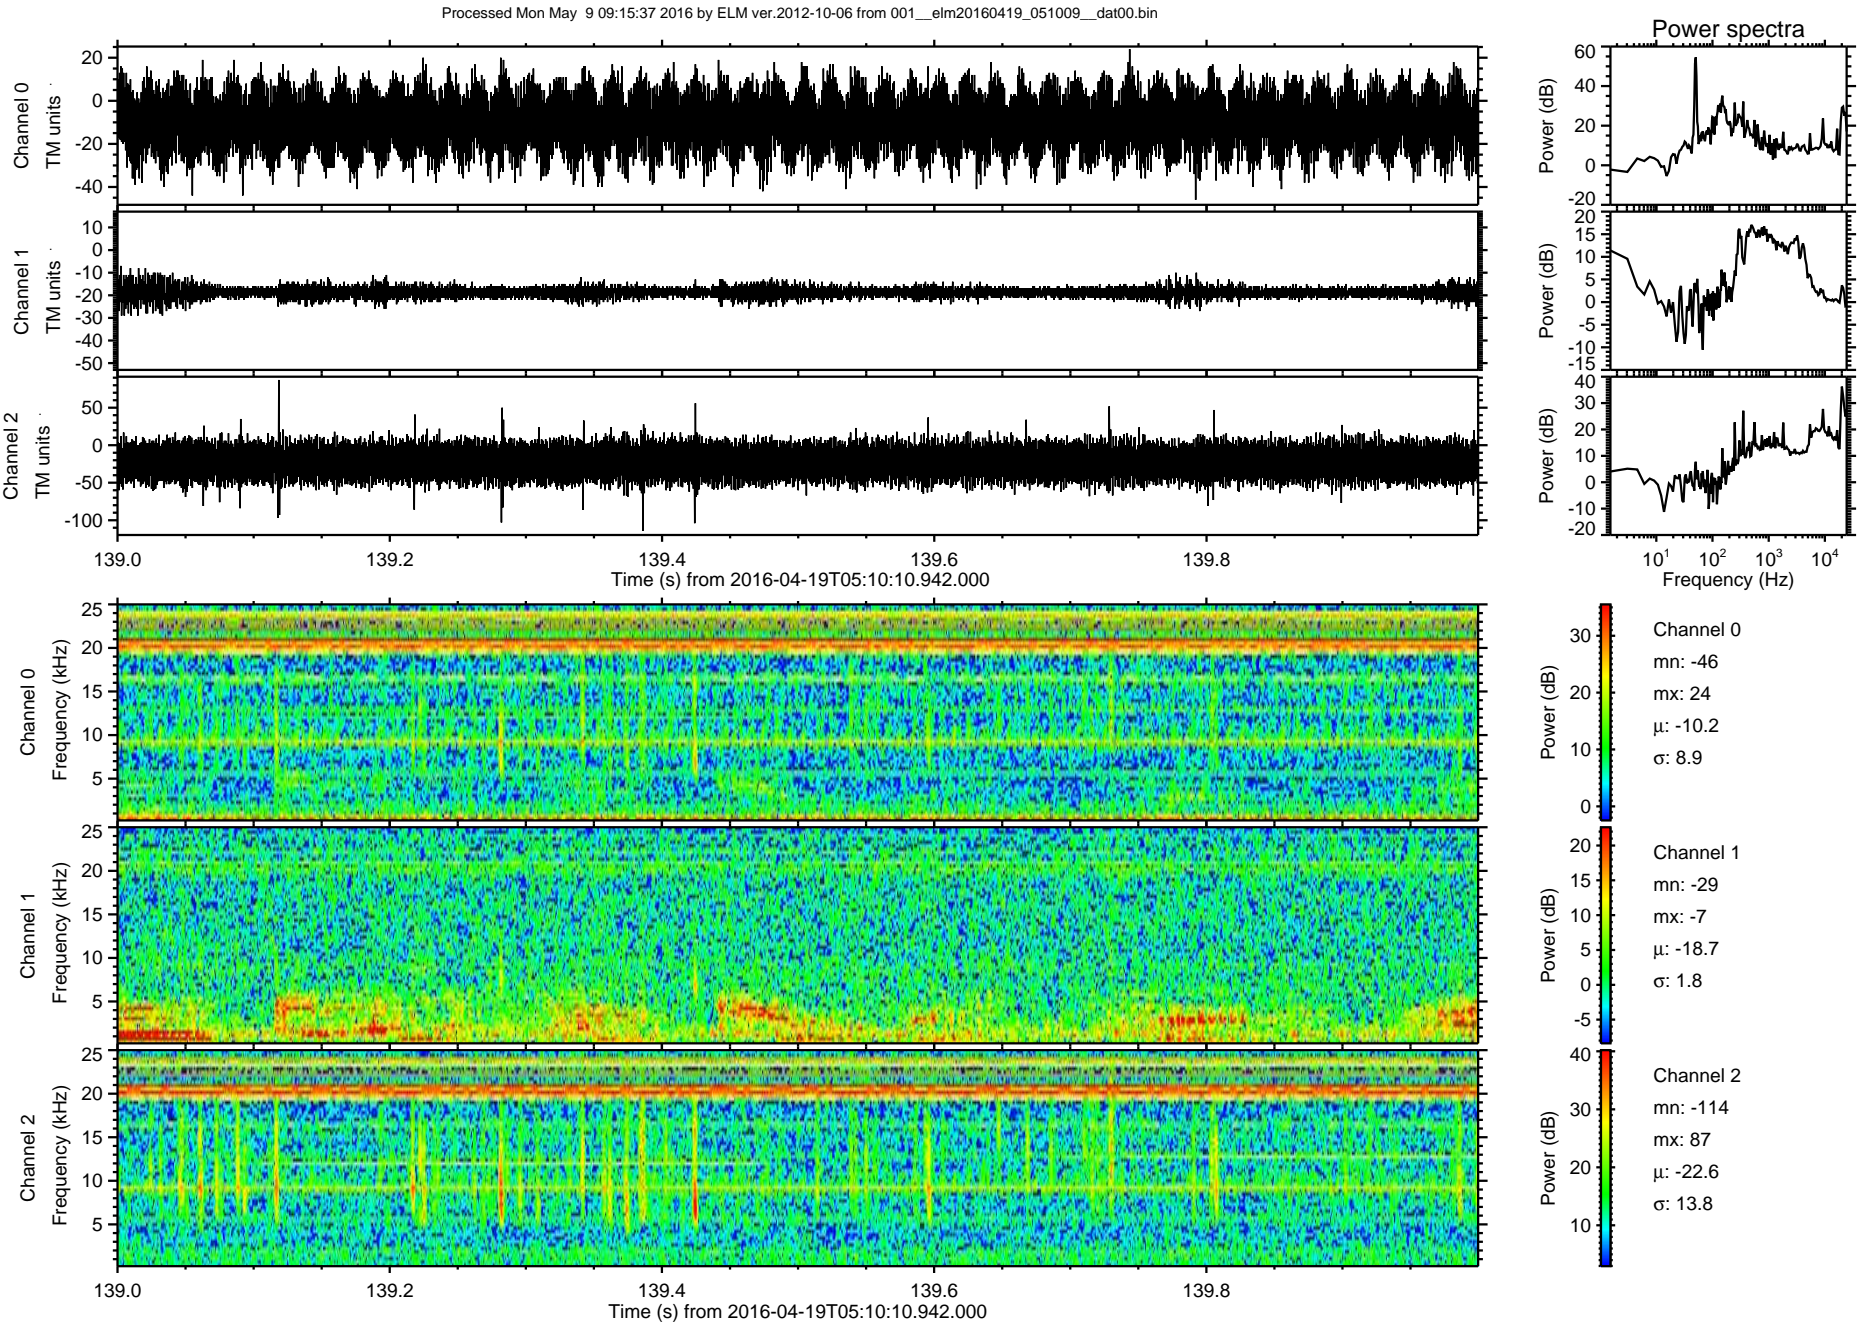 Processed Mon May  9 09:15:37 2016 by ELM ver.2012-10-06 from 001__elm20160419_051009__dat00.bin
Power spectra
Channel 0
TM units
20
0
-20
-40
Power (dB)
60
40
20
0
-20
Channel 1
TM units
10
0
-10
-20
-30
-40
-50
Power (dB)
20
15
10
5
0
-5
-10
-15
Channel 2
TM units
50
0
-50
-100
Power (dB)
40
30
20
10
0
-10
-20
139.0 139.2 139.4 139.6 139.8
Time (s) from 2016-04-19T05:10:10.942.000
10^1 10^2 10^3 10^4
Frequency (Hz)
Channel 0
Frequency (kHz)
25
20
15
10
5
Power (dB)
30
20
10
0
Channel 0
mn: -46
mx: 24
μ: -10.2
σ: 8.9
Channel 1
Frequency (kHz)
25
20
15
10
5
Power (dB)
20
15
10
5
0
-5
Channel 1
mn: -29
mx: -7
μ: -18.7
σ: 1.8
Channel 2
Frequency (kHz)
25
20
15
10
5
Power (dB)
40
30
20
10
Channel 2
mn: -114
mx: 87
μ: -22.6
σ: 13.8
139.0 139.2 139.4 139.6 139.8
Time (s) from 2016-04-19T05:10:10.942.000